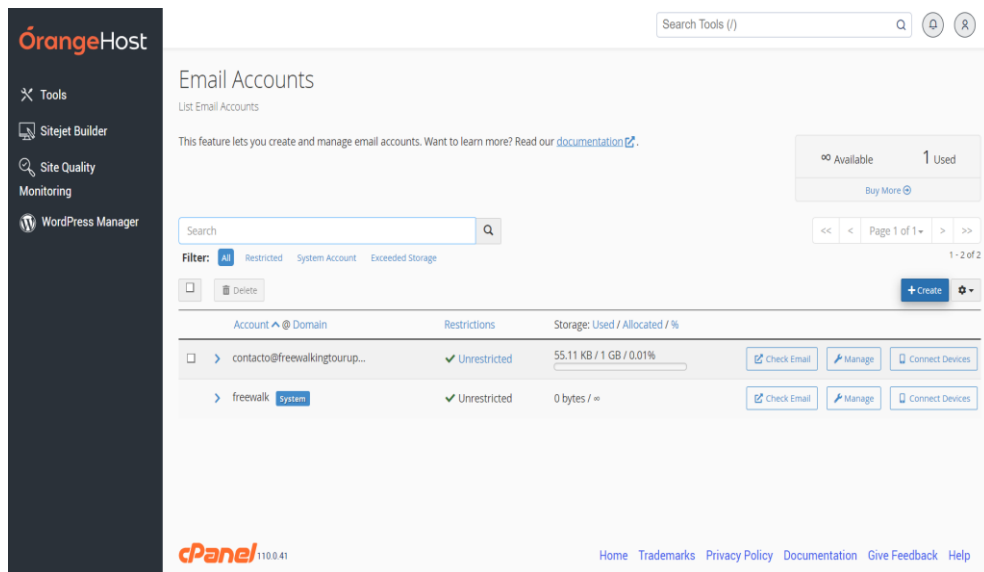 Search Tools (/)
ÓrangeHost
Tools
Sitejet Builder
Site Quality
Monitoring
WordPress Manager
Email Accounts
List Email Accounts
This feature lets you create and manage email accounts. Want to learn more? Read our documentation.
∞ Available
1 Used
Buy More
Search
<< < Page 1 of 1 > >>
Filter: All Restricted System Account Exceeded Storage
1 - 2 of 2
Delete
+ Create
Account @ Domain Restrictions Storage: Used / Allocated / %
contacto@freewalkingtourup... Unrestricted 55.11 KB / 1 GB / 0.01% Check Email Manage Connect Devices
freewalk System Unrestricted 0 bytes / ∞ Check Email Manage Connect Devices
cPanel 110.0.41
Home Trademarks Privacy Policy Documentation Give Feedback Help